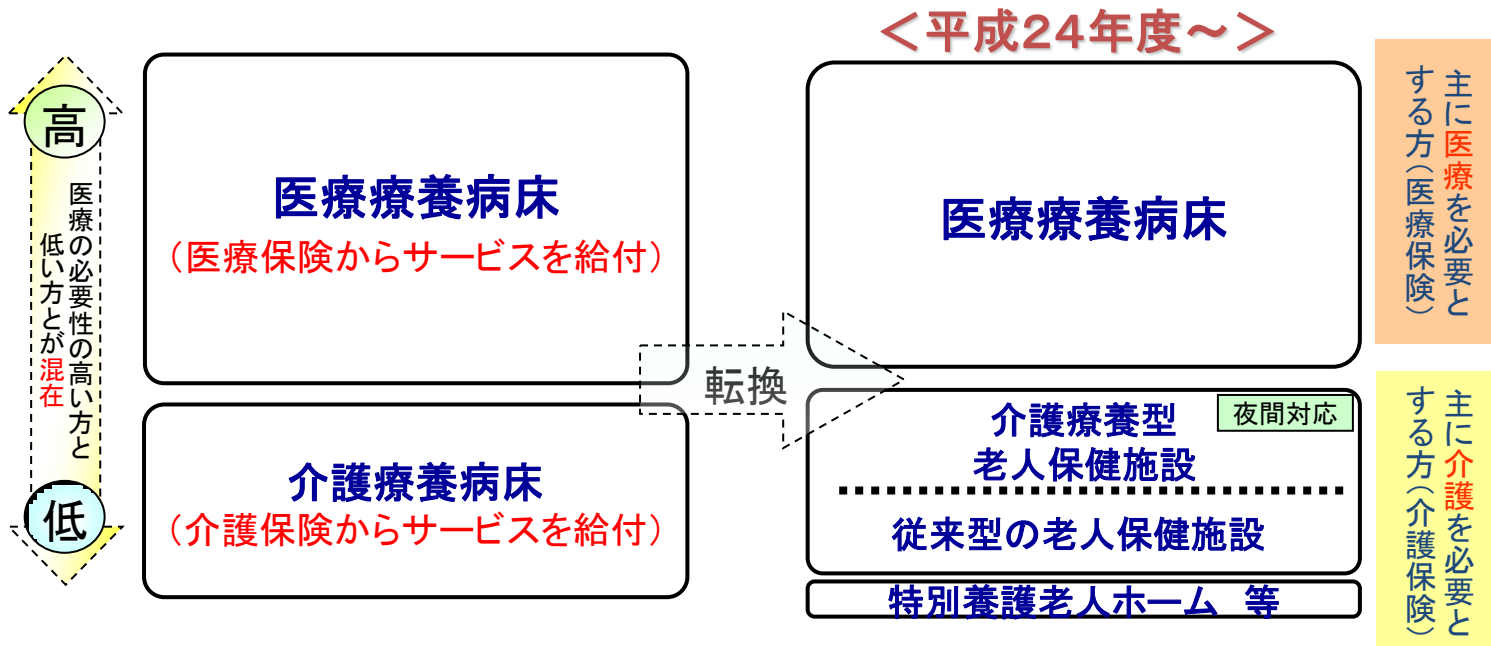 ＜平成２４年度～＞
高
医療の必要性の高い方と
低い方とが混在
低
医療療養病床
（医療保険からサービスを給付）
介護療養病床
（介護保険からサービスを給付）
転換
医療療養病床
介護療養型
老人保健施設
夜間対応
従来型の老人保健施設
特別養護老人ホーム　等
主に医療を必要と
する方（医療保険）
主に介護を必要と
する方（介護保険）